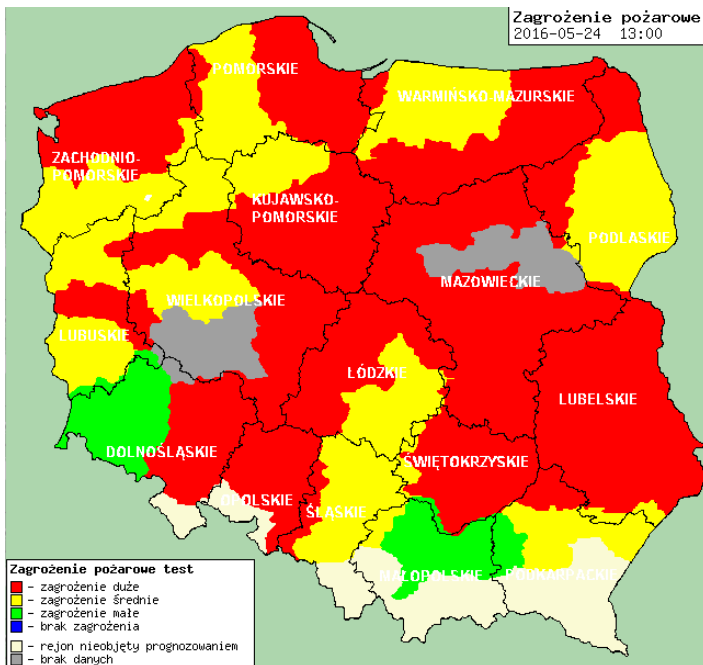 Zagrożenie pożarowe
2016-05-24 13:00
POMORSKIE
WARMIŃSKO-MAZURSKIE
ZACHODNIO-
POMORSKIE
KUJAWSKO-
POMORSKIE
PODLASKIE
MAZOWIECKIE
WIELKOPOLSKIE
LUBUSKIE
ŁÓDZKIE
LUBELSKIE
DOLNOŚLĄSKIE
ŚWIĘTOKRZYSKIE
OPOLSKIE
ŚLĄSKIE
MAŁOPOLSKIE
PODKARPACKIE
Zagrożenie pożarowe test
- zagrożenie duże
- zagrożenie średnie
- zagrożenie małe
- brak zagrożenia
- rejon nieobjęty prognozowaniem
- brak danych